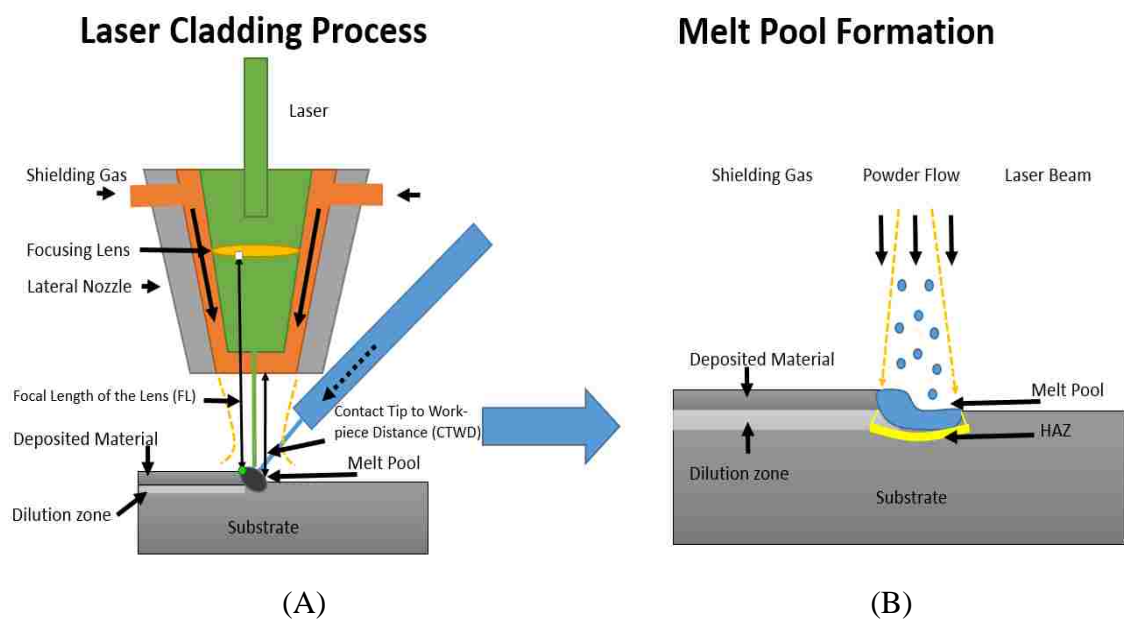 Laser Cladding Process
Laser
Shielding Gas
Focusing Lens
Lateral Nozzle
Focal Length of the Lens (FL)
Contact Tip to Work-
piece Distance (CTWD)
Deposited Material
Melt Pool
Dilution zone
Substrate
(A)
Melt Pool Formation
Shielding Gas
Powder Flow
Laser Beam
Deposited Material
Melt Pool
HAZ
Dilution zone
Substrate
(B)